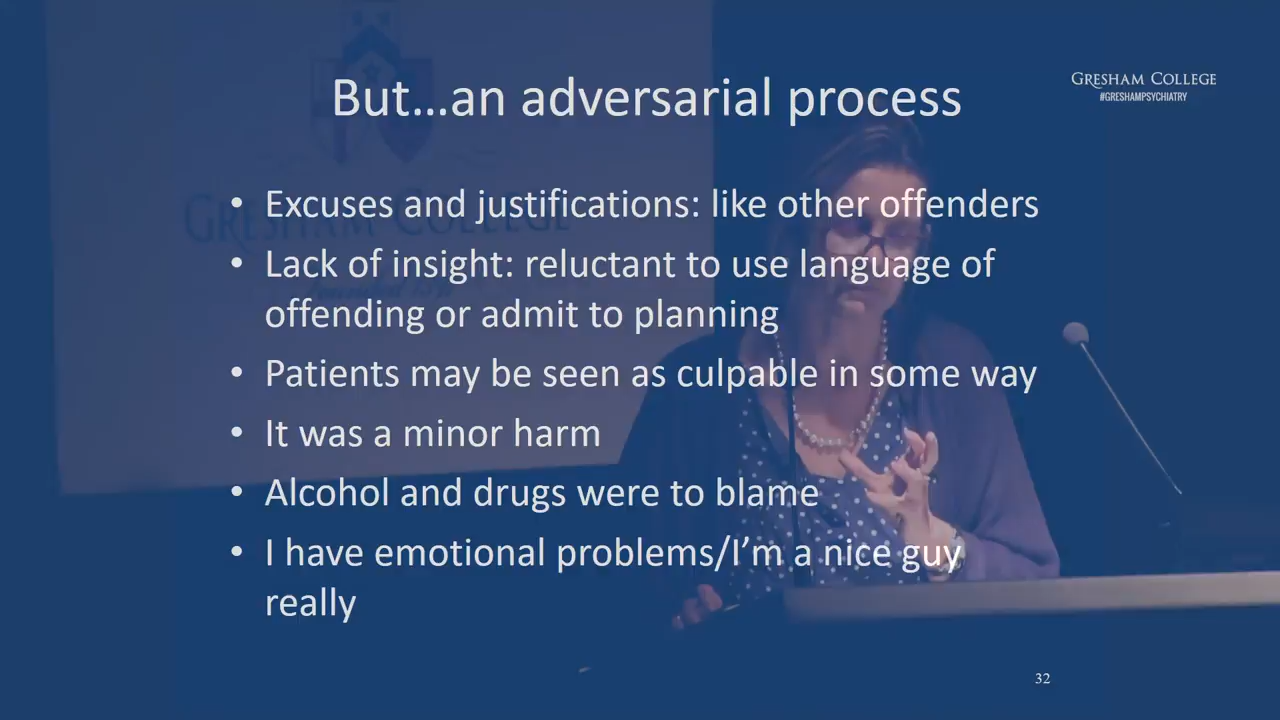 GRESHAM COLLEGE
#GRESHAMPSYCHIATRY
But...an adversarial process
• Excuses and justifications: like other offenders
• Lack of insight: reluctant to use language of
offending or admit to planning
• Patients may be seen as culpable in some way
• It was a minor harm
• Alcohol and drugs were to blame
• I have emotional problems/I’m a nice guy
really
32
GRESHAM COLLEGE